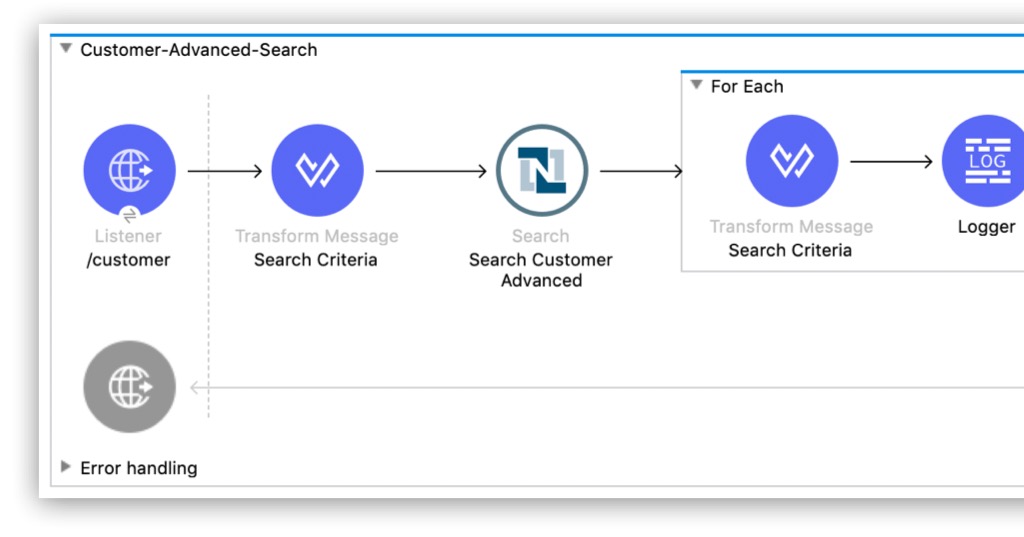 Customer-Advanced-Search
For Each
LOG
Listener
/customer
Transform Message
Search Criteria
Search
Search Customer
Advanced
Transform Message
Search Criteria
Logger
Error handling